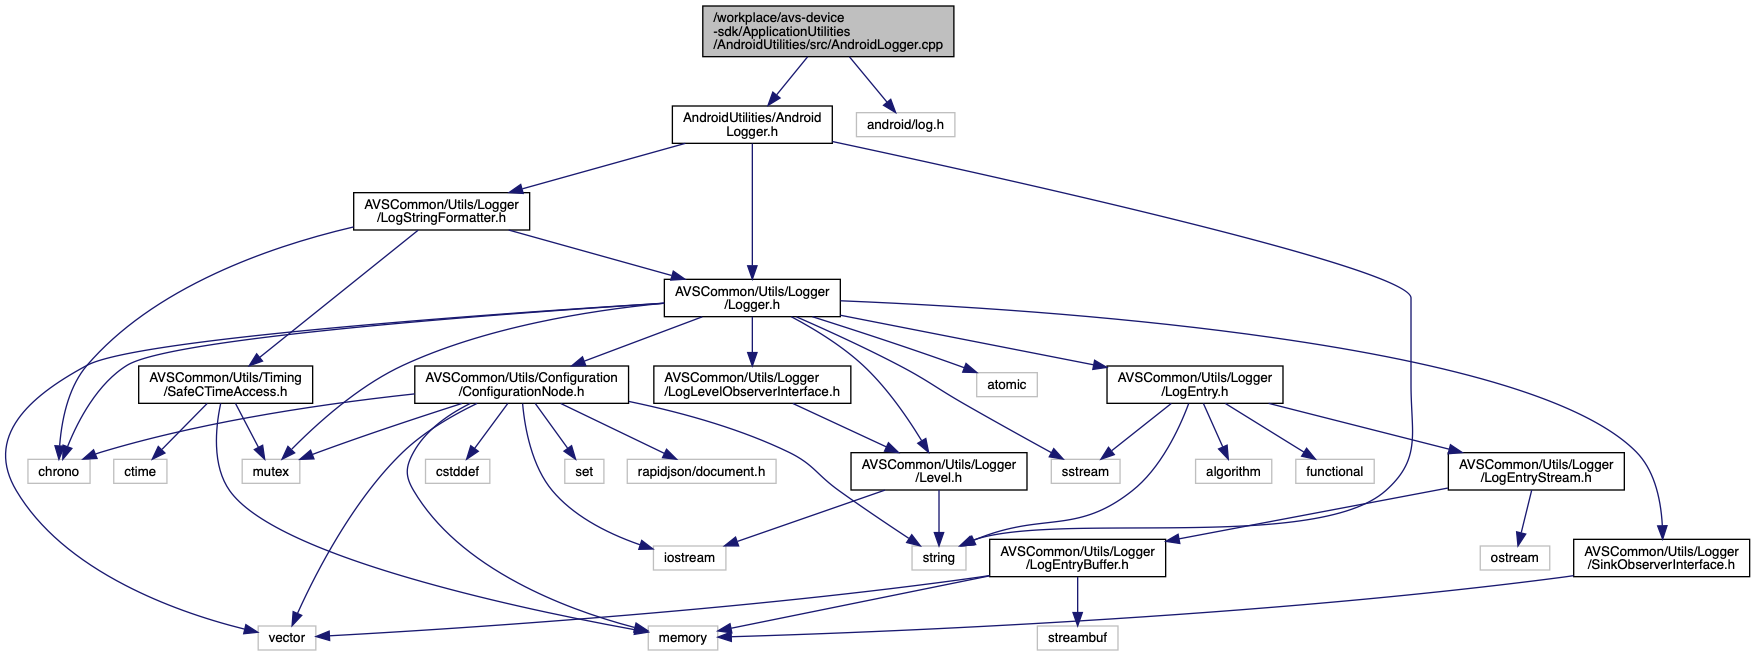 /workplace/avs-device
-sdk/ApplicationUtilities
/AndroidUtilities/src/AndroidLogger.cpp
AndroidUtilities/Android
Logger.h
android/log.h
AVSCommon/Utils/Logger
/LogStringFormatter.h
AVSCommon/Utils/Logger
/Logger.h
AVSCommon/Utils/Timing
/SafeCTimeAccess.h
AVSCommon/Utils/Configuration
/ConfigurationNode.h
AVSCommon/Utils/Logger
/LogLevelObserverInterface.h
atomic
AVSCommon/Utils/Logger
/LogEntry.h
chrono
ctime
mutex
cstddef
set
rapidjson/document.h
AVSCommon/Utils/Logger
/Level.h
sstream
algorithm
functional
AVSCommon/Utils/Logger
/LogEntryStream.h
iostream
string
AVSCommon/Utils/Logger
/LogEntryBuffer.h
ostream
AVSCommon/Utils/Logger
/SinkObserverInterface.h
vector
memory
streambuf